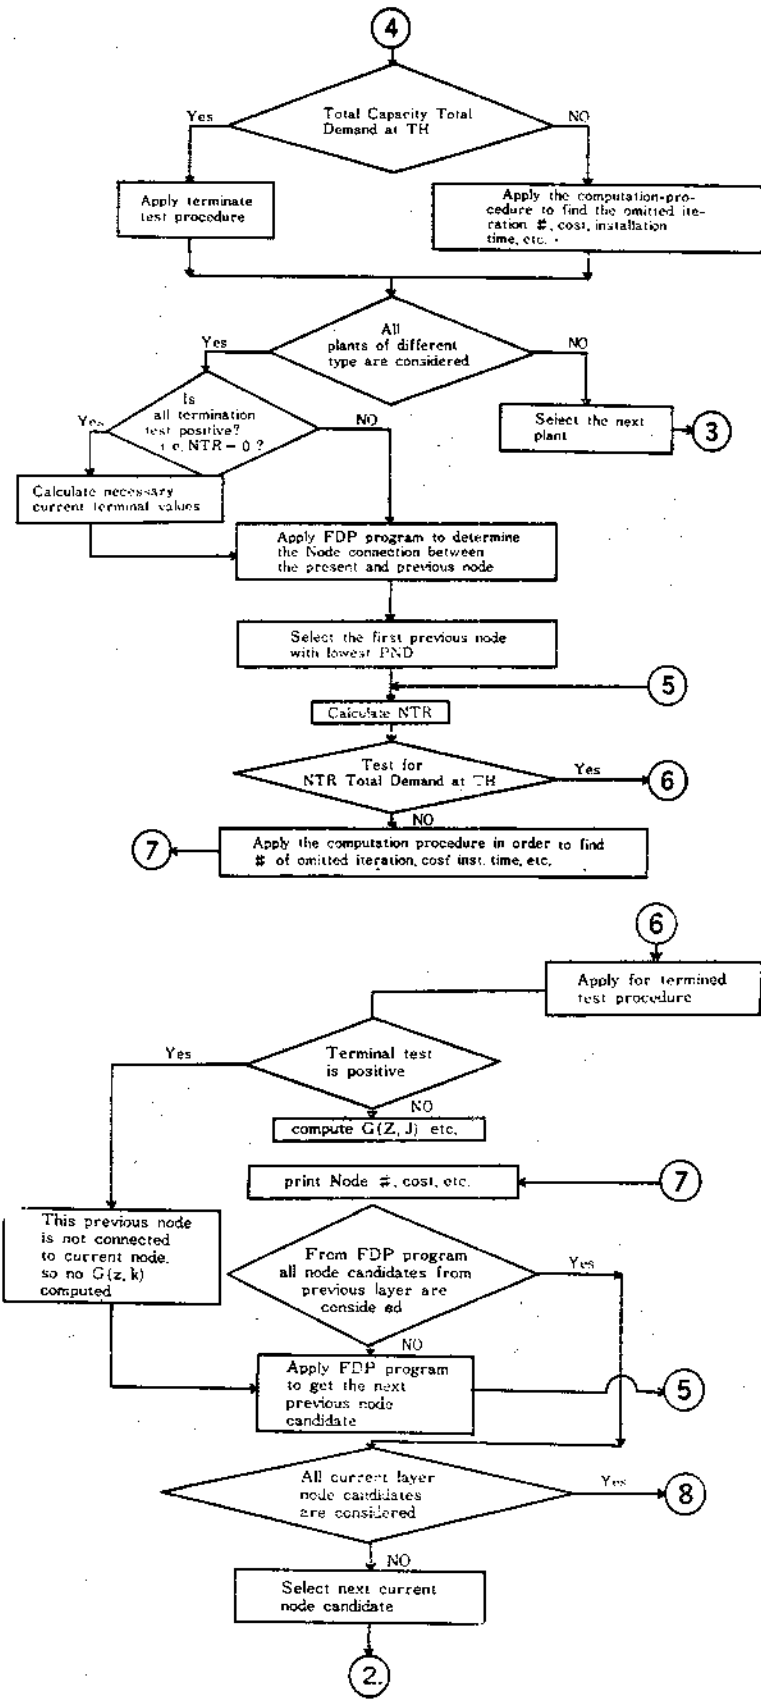 4
Total Capacity Total
Demand at TH
Yes
NO
Apply terminate
test procedure
Apply the computation-pro-
cedure to find the omitted ite-
ration #, cost, installation
time, etc.
All
plants of different
type are considered
Yes
NO
Is
all termination
test positive?
i.e. NTR = 0 ?
Yes
NO
Select the next
plant
3
Calculate necessary
current terminal values
Apply FDP program to determine
the Node connection between
the present and previous node
Select the first previous node
with lowest PND
5
Calculate NTR
Test for
NTR Total Demand at TH
Yes
6
NO
7
Apply the computation procedure in order to find
# of omitted iteration, cost inst. time, etc.
6
Apply for termined
test procedure
Terminal test
is positive
Yes
NO
compute G(Z, J) etc.
print Node #, cost, etc.
7
This previous node
is not connected
to current node,
so no G(z, k)
computed
From FDP program
all node candidates from
previous layer are
conside ed
Yes
NO
Apply FDP program
to get the next
previous node
candidate
5
All current layer
node candidates
are considered
Yes
8
NO
Select next current
node candidate
2.